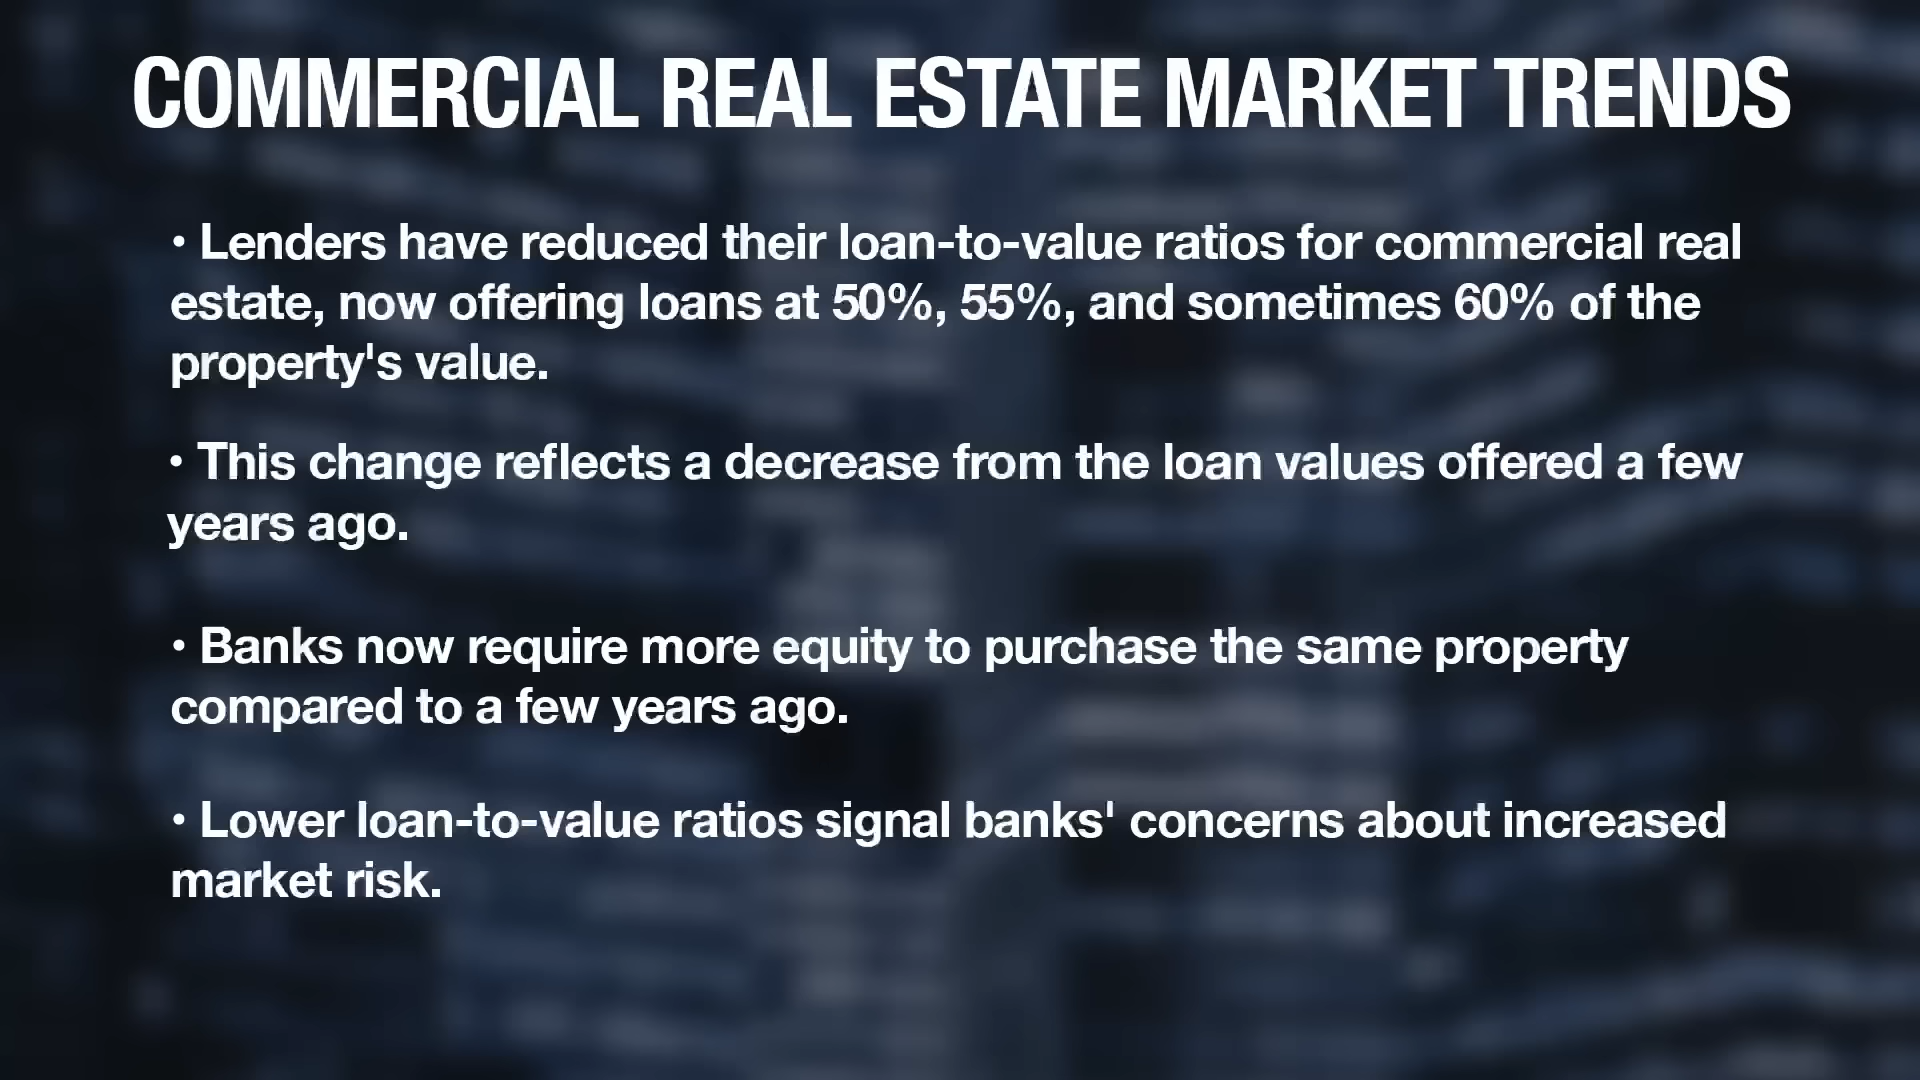 COMMERCIAL REAL ESTATE MARKET TRENDS
• Lenders have reduced their loan-to-value ratios for commercial real
estate, now offering loans at 50%, 55%, and sometimes 60% of the
property's value.
• This change reflects a decrease from the loan values offered a few
years ago.
• Banks now require more equity to purchase the same property
compared to a few years ago.
• Lower loan-to-value ratios signal banks' concerns about increased
market risk.